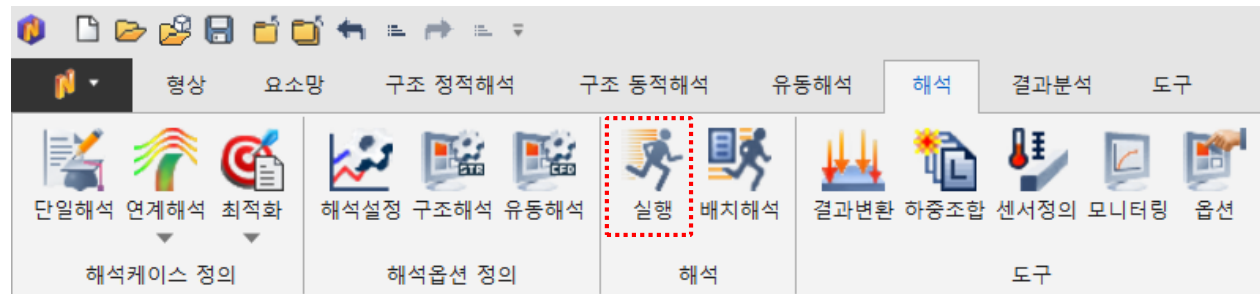 형상 요소망 구조 정적해석 구조 동적해석 유동해석 해석 결과분석 도구
STR CFD
단일해석 연계해석 최적화 해석설정 구조해석 유동해석 실행 배치해석 결과변환 하중조합 센서정의 모니터링 옵션
해석케이스 정의 해석옵션 정의 해석 도구